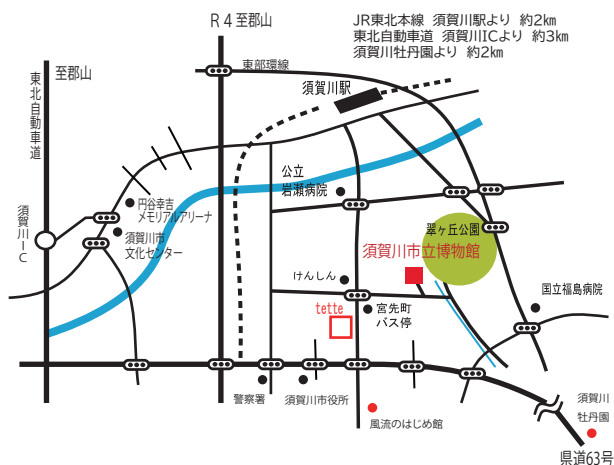 R４至郡山
JR東北本線 須賀川駅より 約2㎞
東北自動車道 須賀川ICより 約3㎞
須賀川牡丹園より 約2㎞
至郡山
東部環線
東北自動車道
須賀川駅
公立
岩瀬病院
円谷幸吉
メモリアルアリーナ
須賀川市
文化センター
須賀川ーIC
翠ヶ丘公園
須賀川市立博物館
けんしん
国立福島病院
tette
宮先町
バス停
警察署
須賀川市役所
風流のはじめ館
須賀川
牡丹園
県道63号